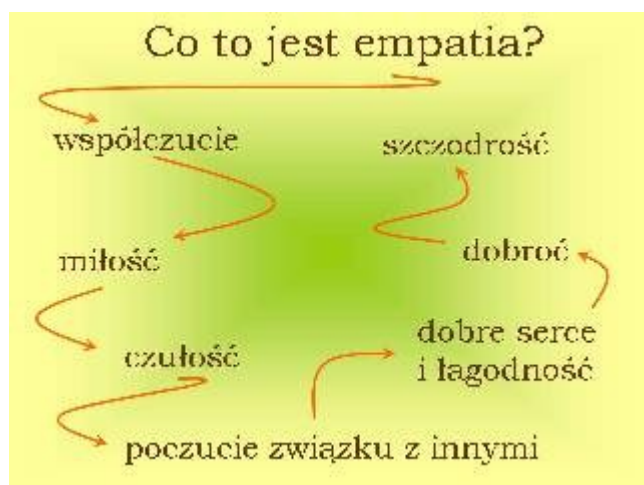 Co to jest empatia?
współczucie
miłość
czułość
poczucie związku z innymi
dobre serce
i łagodność
dobroć
szczodrość